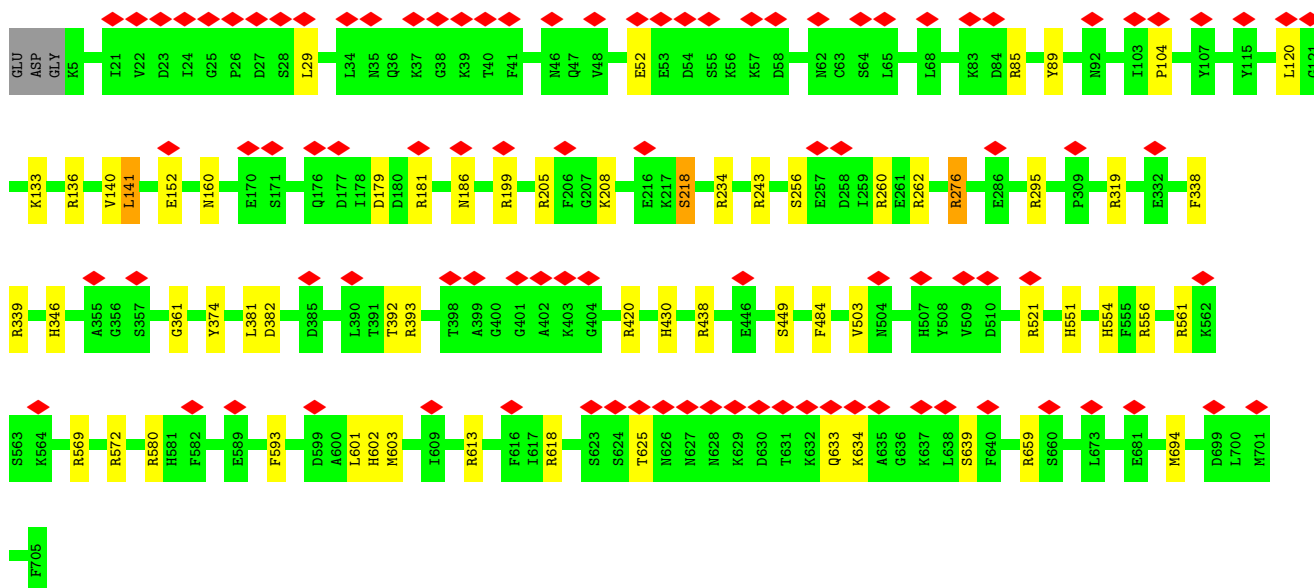 GLU ASP GLY K5 I21 V22 D23 I24 G25 P26 D27 S28 L29 L34 N35 Q36 K37 G38 K39 T40 F41 N46 Q47 V48 E52 E53 D54 S55 K56 K57 D58 N62 C63 S64 L65 L68 K83 D84 R85 Y89 N92 I103 P104 Y107 Y115 L120 G121
K133 R136 V140 L141 E152 N160 E170 S171 Q176 D177 I178 D179 D180 R181 N186 R199 R205 F206 G207 K208 E216 K217 S218 R234 R243 S256 E257 D258 I259 R260 E261 R262 R276 E286 R295 P309 R319 E332 F338
R339 H346 A355 G356 S357 G361 Y374 L381 D382 D385 L390 T391 T392 R393 T398 A399 G400 G401 A402 K403 G404 R420 H430 R438 E446 S449 F484 V503 N504 H507 Y508 V509 D510 R521 H551 H554 F555 R556 R561 K562
S563 K564 R569 R572 R580 H581 F582 E589 F593 D599 A600 L601 H602 M603 I609 R613 F616 I617 R618 S623 S624 T625 N626 N627 N628 K629 D630 T631 K632 Q633 K634 A635 G636 K637 L638 S639 F640 R659 S660 L673 E681 M694 D699 L700 M701
F705